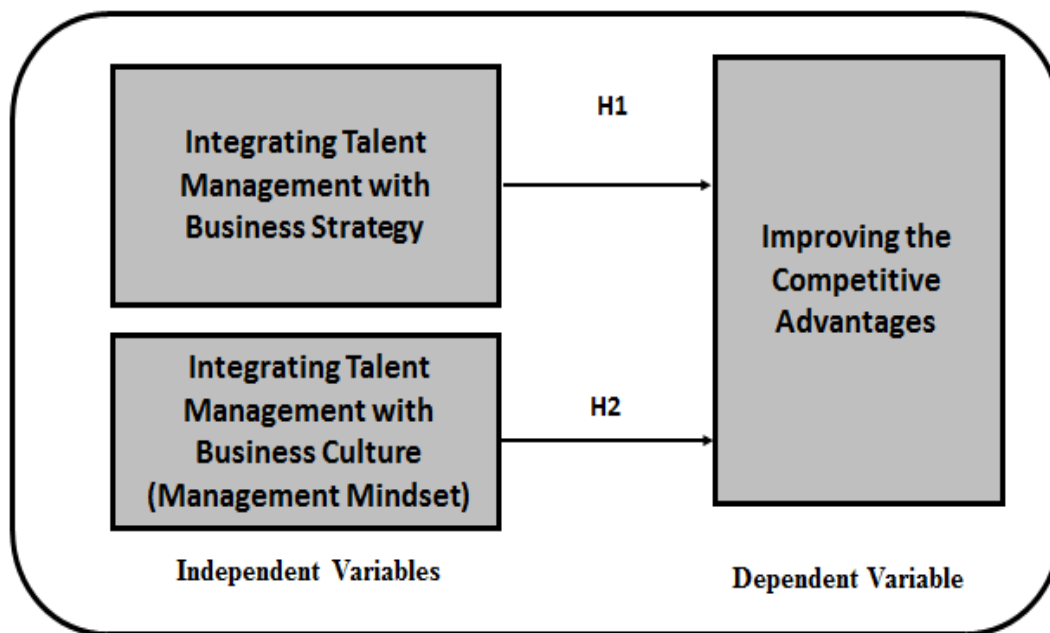 Integrating Talent
Management with
Business Strategy
H1
Improving the
Competitive
Advantages
Integrating Talent
Management with
Business Culture
(Management Mindset)
H2
Independent Variables
Dependent Variable